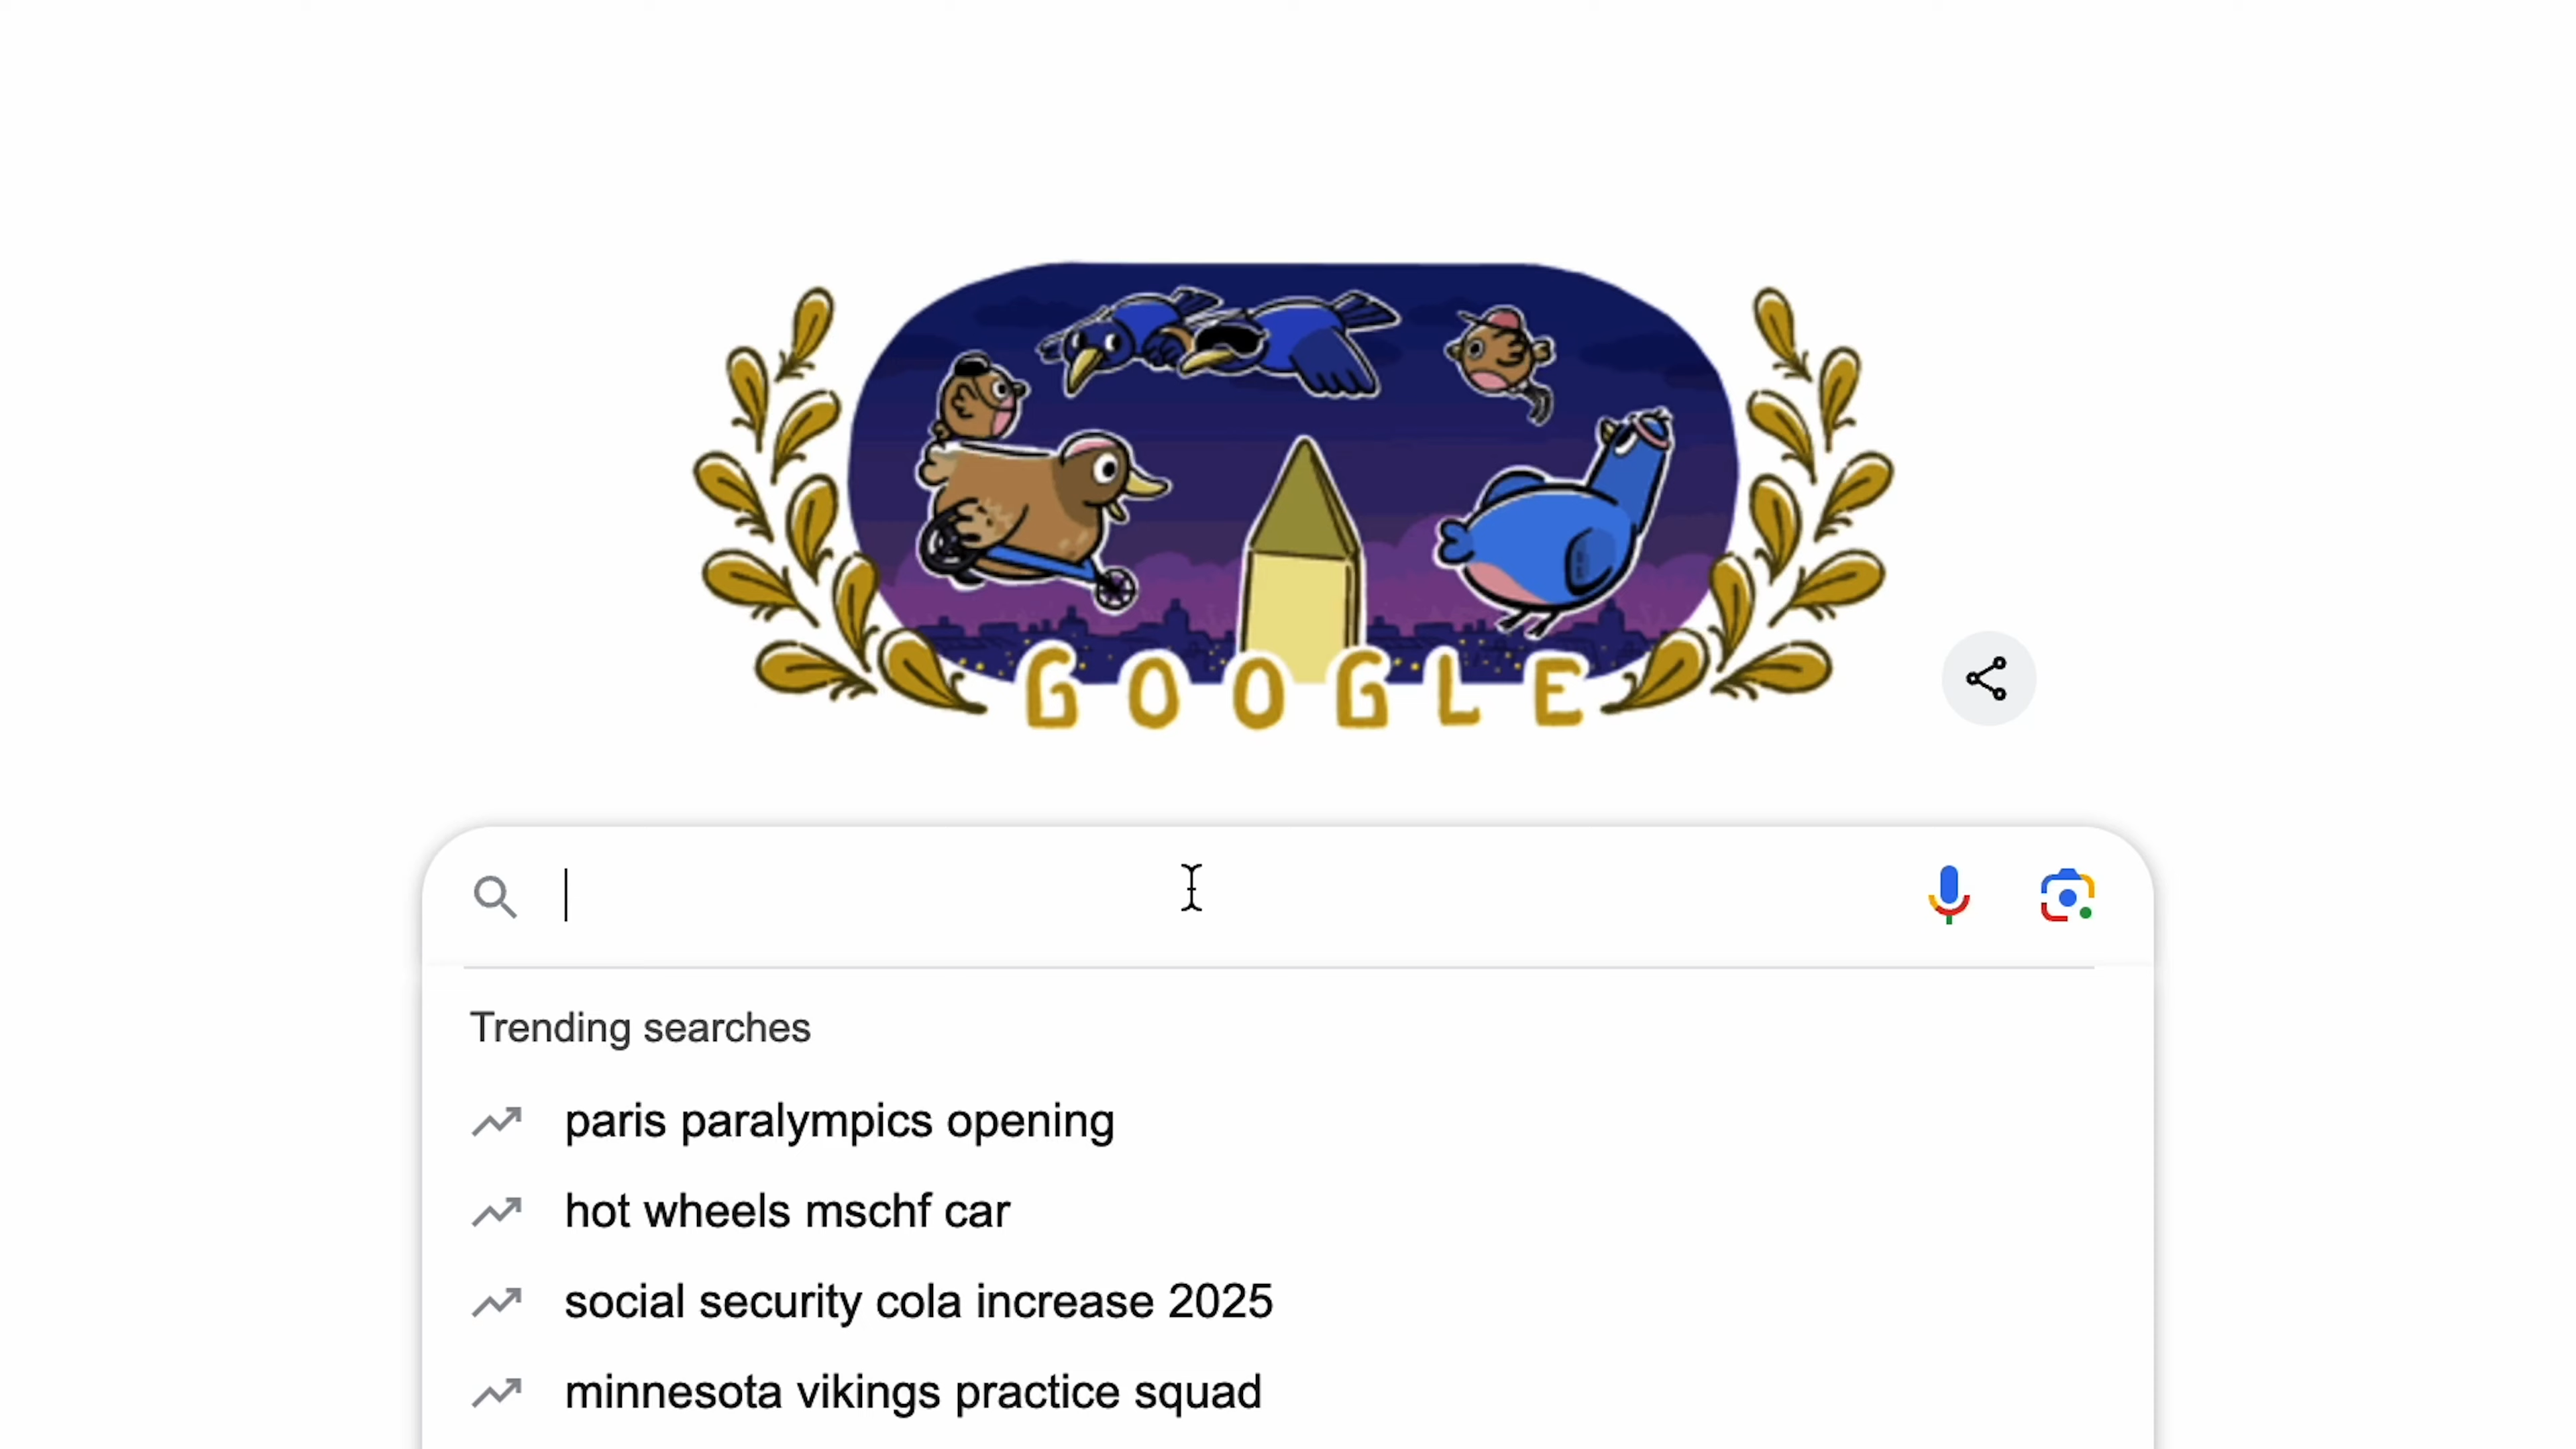 GOOGLE
Trending searches
paris paralympics opening
hot wheels mschf car
social security cola increase 2025
minnesota vikings practice squad